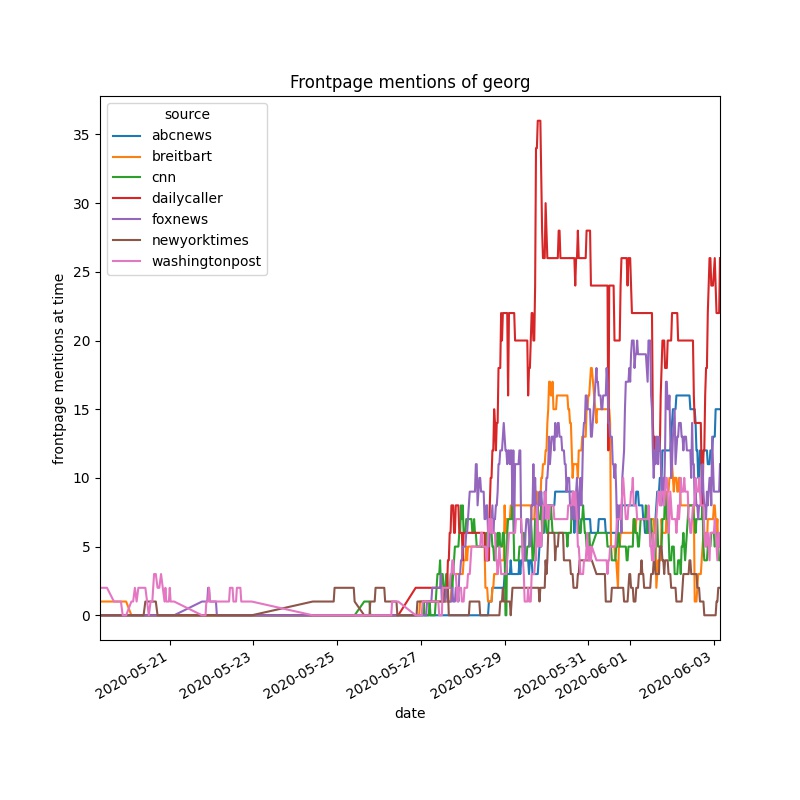 Frontpage mentions of georg
source
abcnews
breitbart
cnn
dailycaller
foxnews
newyorktimes
washingtonpost
frontpage mentions at time
35
30
25
20
15
10
5
0
2020-05-21
2020-05-23
2020-05-25
2020-05-27
2020-05-29
2020-05-31
2020-06-01
2020-06-03
date